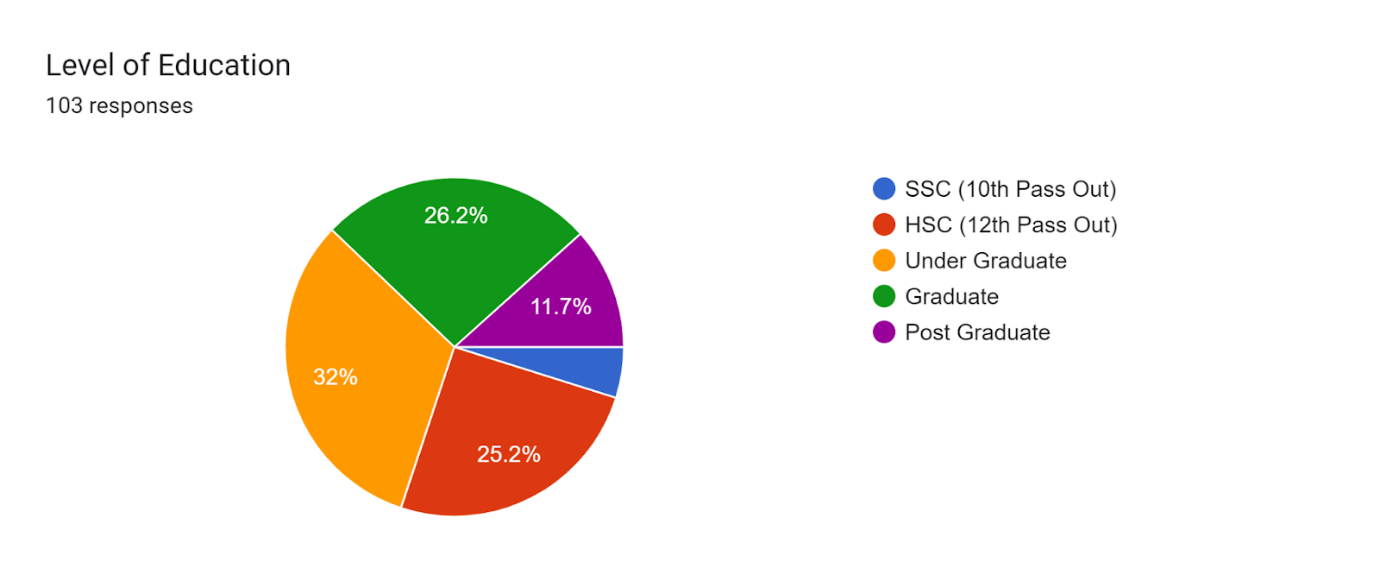 Level of Education
103 responses
26.2%
11.7%
32%
25.2%
SSC (10th Pass Out)
HSC (12th Pass Out)
Under Graduate
Graduate
Post Graduate